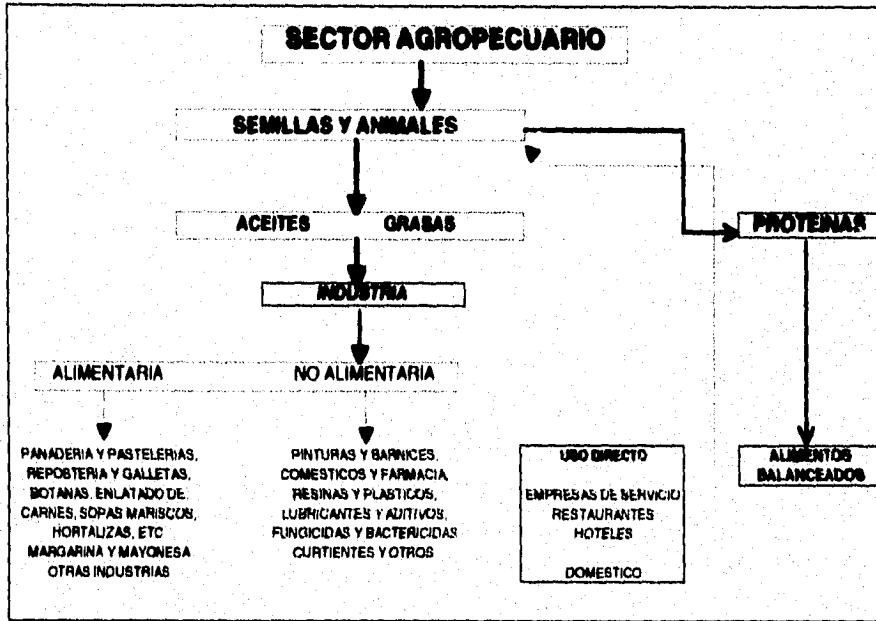 SECTOR AGROPECUARIO
SEMILLAS Y ANIMALES
ACEITES GRASAS
PROTEINAS
INDUSTRIA
ALIMENTARIA NO ALIMENTARIA
PANADERIA Y PASTELERIAS,
REPOSTERIA Y GALLETAS,
BOTANAS, ENLATADO DE
CARNES, SOPAS MARISCOS,
HORTALIZAS, ETC
MARGARINA Y MAYONESA
OTRAS INDUSTRIAS
PINTURAS Y BARNICES,
COMESTICOS Y FARMACIA,
RESINAS Y PLASTICOS,
LUBRICANTES Y ADITIVOS,
FUNGICIDAS Y BACTERICIDAS
CURTIENTES Y OTROS
USO DIRECTO
EMPRESAS DE SERVICIO
RESTAURANTES
HOTELES
DOMESTICO
ALIMENTOS
BALANCEADOS